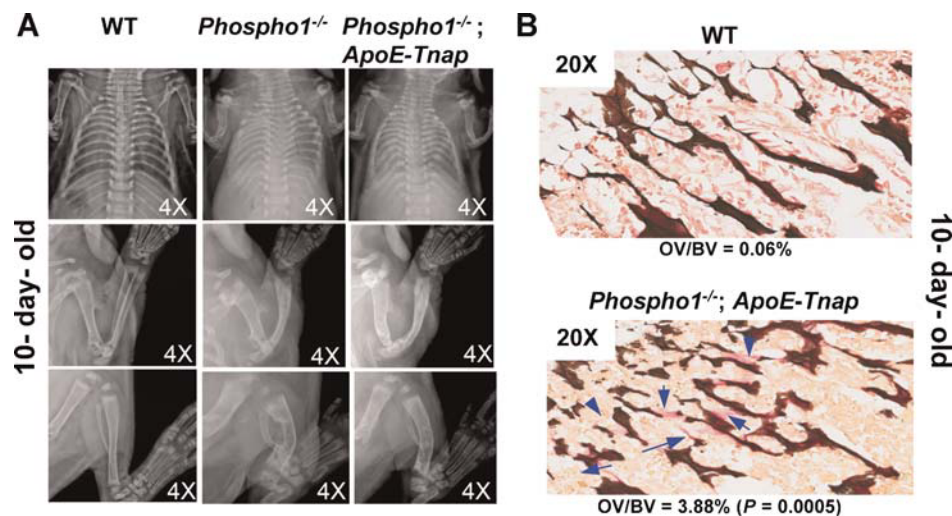 A
WT
Phospho1-/-
Phospho1-/-;
ApoE-Tnap
10- day- old
4X
4X
4X
4X
4X
4X
4X
4X
4X
B
WT
20X
OV/BV = 0.06%
Phospho1-/-; ApoE-Tnap
20X
OV/BV = 3.88% (P = 0.0005)
10- day- old